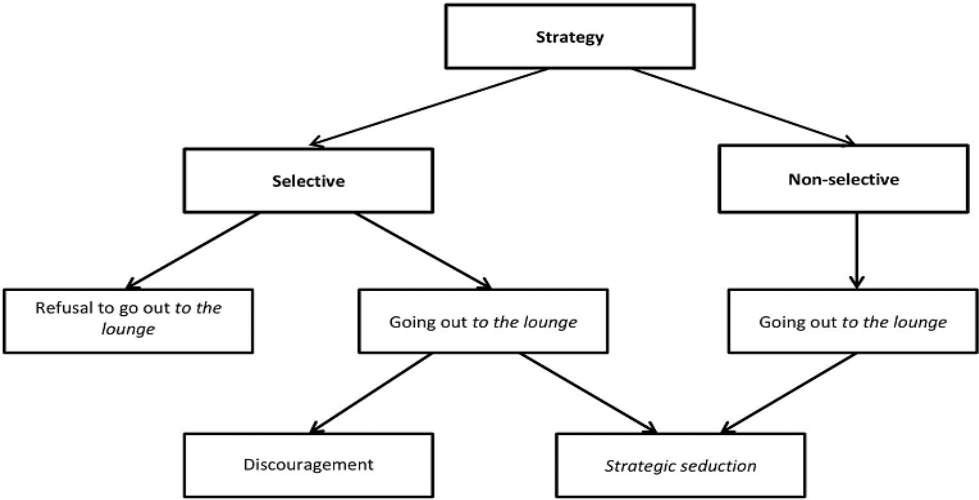 Strategy
Selective
Non-selective
Refusal to go out to the
lounge
Going out to the lounge
Going out to the lounge
Discouragement
Strategic seduction